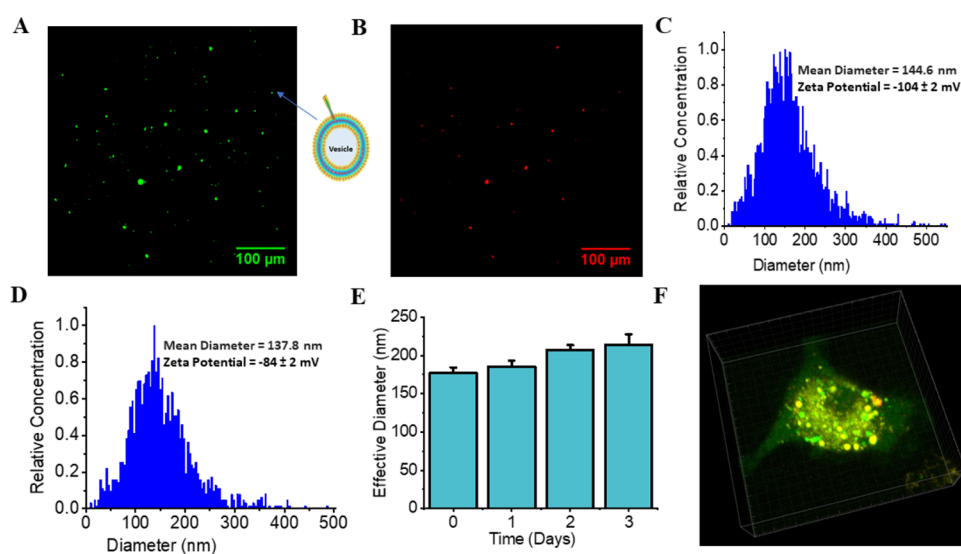 A
Vesicle
100 µm
B
100 µm
C
Relative Concentration
1.0
0.8
0.6
0.4
0.2
0.0
Mean Diameter = 144.6 nm
Zeta Potential = -104 ± 2 mV
0 100 200 300 400 500
Diameter (nm)
D
Relative Concentration
1.0
0.8
0.6
0.4
0.2
0.0
Mean Diameter = 137.8 nm
Zeta Potential = -84 ± 2 mV
0 100 200 300 400 500
Diameter (nm)
E
Effective Diameter (nm)
250
200
150
100
50
0
0 1 2 3
Time (Days)
F